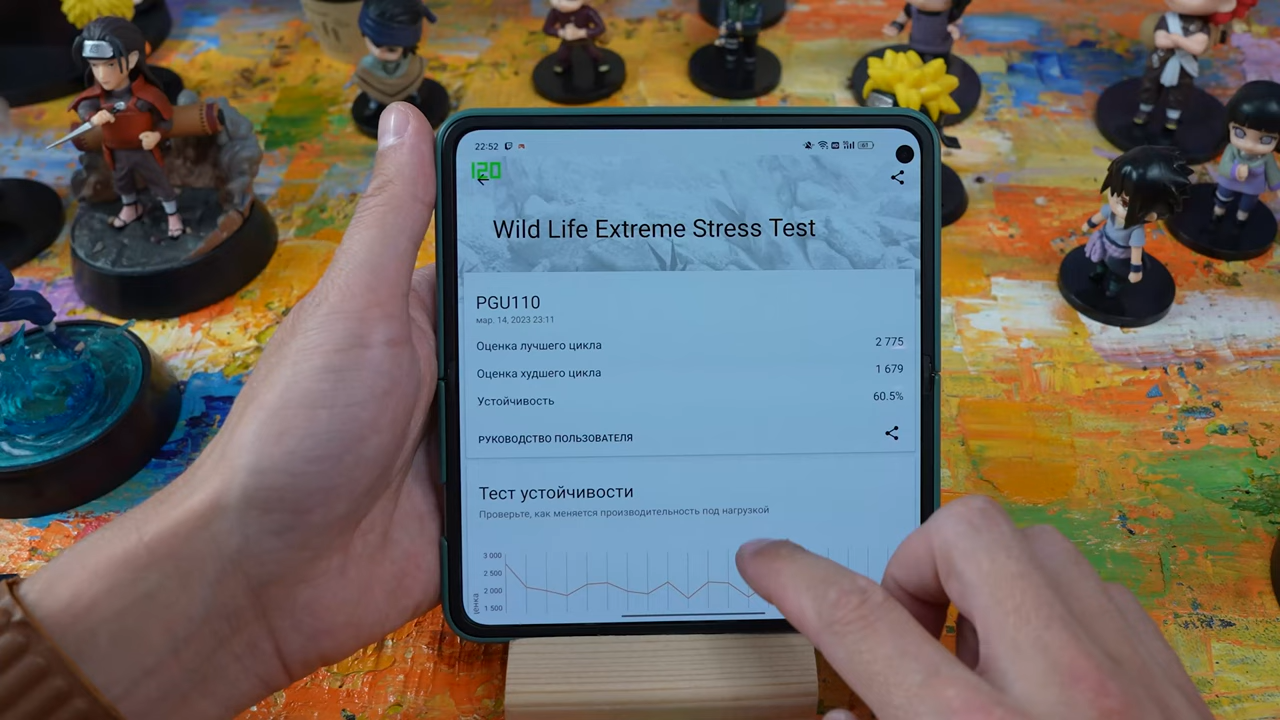 22:52
120
Wild Life Extreme Stress Test
PGU110
мар. 14, 2023 23:11
Оценка лучшего цикла 2 775
Оценка худшего цикла 1 679
Устойчивость 60.5%
РУКОВОДСТВО ПОЛЬЗОВАТЕЛЯ
Тест устойчивости
Проверьте, как меняется производительность под нагрузкой
3 000
2 500
2 000
1 500